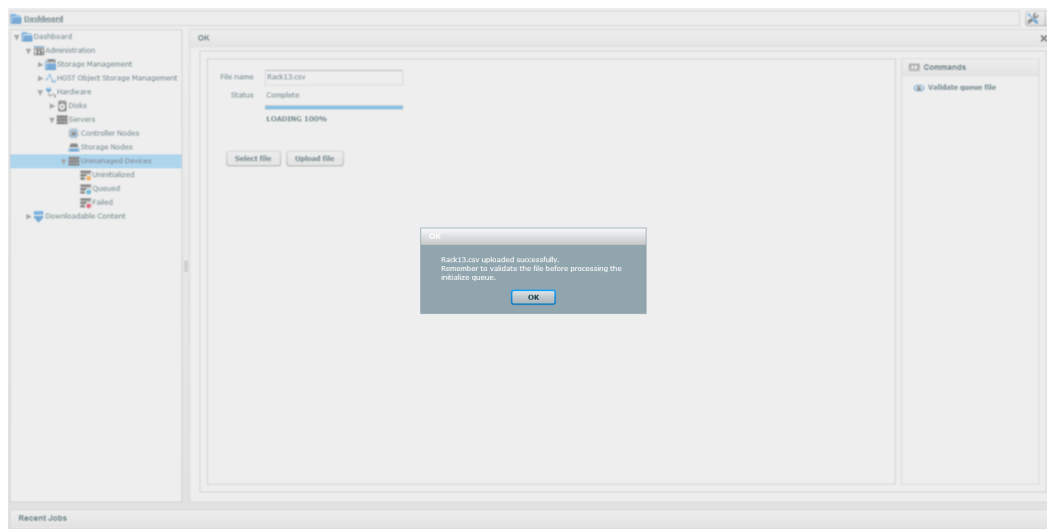 Dashboard
Dashboard
Administration
Storage Management
HGST Object Storage Management
Hardware
Disks
Servers
Controller Nodes
Storage Nodes
Unmanaged Devices
Uninitialized
Queued
Failed
Downloadable Content
OK
File name Rack13.csv
Status Complete
LOADING 100%
Select file Upload file
Commands
Validate queue file
OK
Rack13.csv uploaded successfully.
Remember to validate the file before processing the
initialize queue.
OK
Recent Jobs